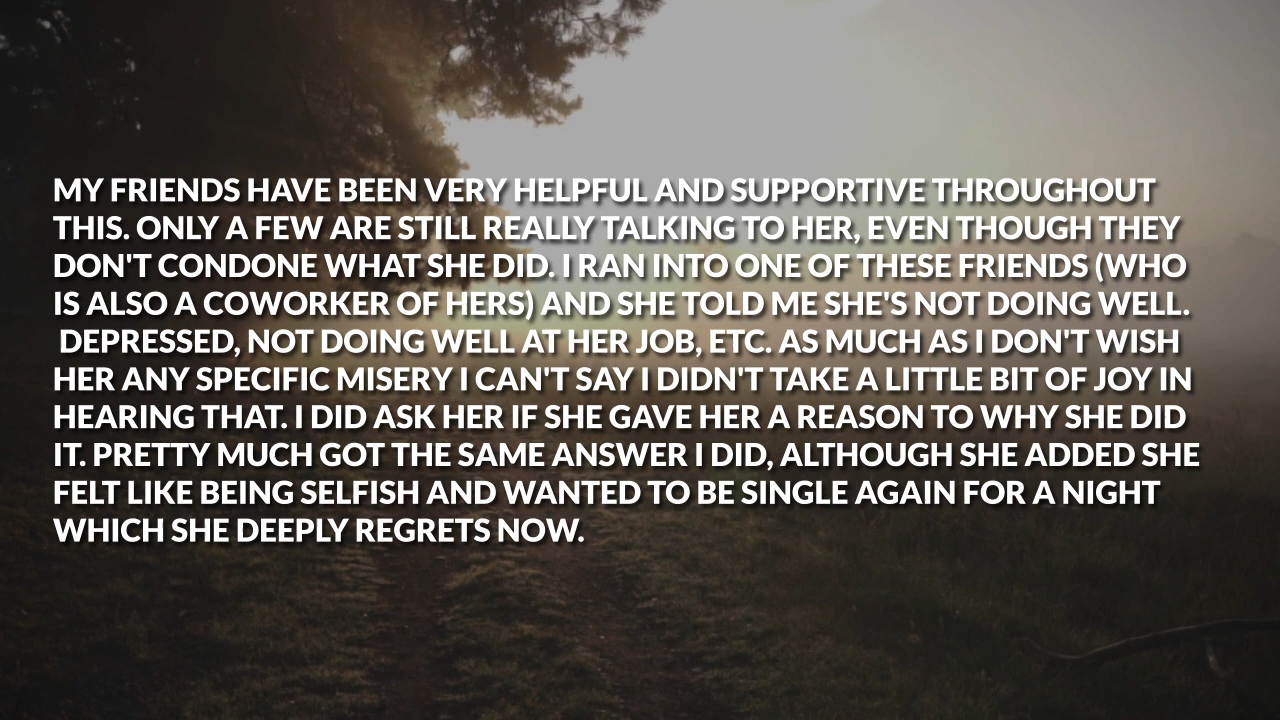 MY FRIENDS HAVE BEEN VERY HELPFUL AND SUPPORTIVE THROUGHOUT
THIS. ONLY A FEW ARE STILL REALLY TALKING TO HER, EVEN THOUGH THEY
DON'T CONDONE WHAT SHE DID. I RAN INTO ONE OF THESE FRIENDS (WHO
IS ALSO A COWORKER OF HERS) AND SHE TOLD ME SHE'S NOT DOING WELL.
DEPRESSED, NOT DOING WELL AT HER JOB, ETC. AS MUCH AS I DON'T WISH
HER ANY SPECIFIC MISERY I CAN'T SAY I DIDN'T TAKE A LITTLE BIT OF JOY IN
HEARING THAT. I DID ASK HER IF SHE GAVE HER A REASON TO WHY SHE DID
IT. PRETTY MUCH GOT THE SAME ANSWER I DID, ALTHOUGH SHE ADDED SHE
FELT LIKE BEING SELFISH AND WANTED TO BE SINGLE AGAIN FOR A NIGHT
WHICH SHE DEEPLY REGRETS NOW.